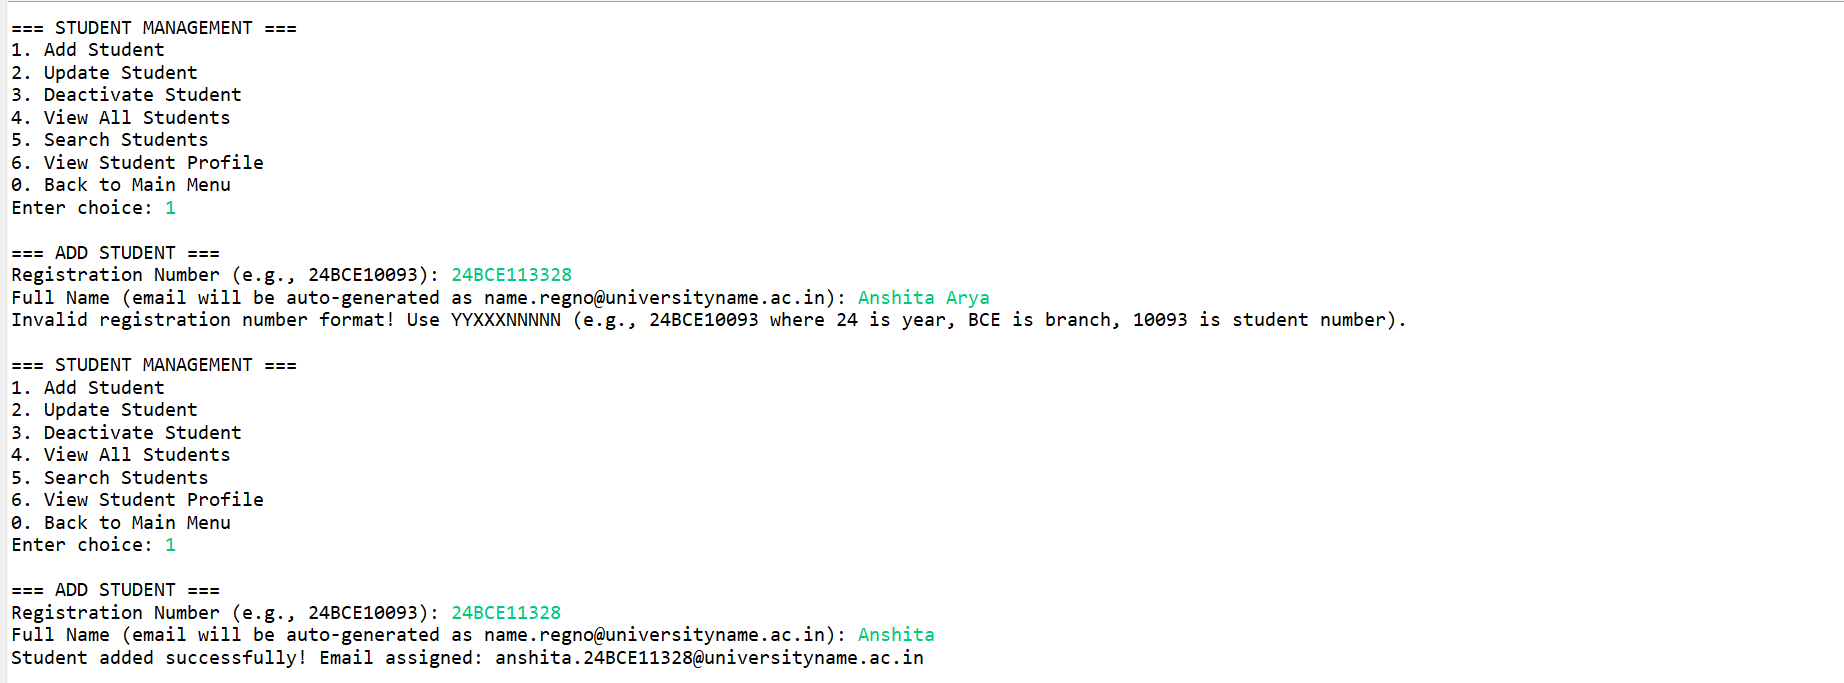 === STUDENT MANAGEMENT ===
1. Add Student
2. Update Student
3. Deactivate Student
4. View All Students
5. Search Students
6. View Student Profile
0. Back to Main Menu
Enter choice: 1
=== ADD STUDENT ===
Registration Number (e.g., 24BCE10093): 24BCE113328
Full Name (email will be auto-generated as name.regno@universityname.ac.in): Anshita Arya
Invalid registration number format! Use YYXXXNNNNN (e.g., 24BCE10093 where 24 is year, BCE is branch, 10093 is student number).
=== STUDENT MANAGEMENT ===
1. Add Student
2. Update Student
3. Deactivate Student
4. View All Students
5. Search Students
6. View Student Profile
0. Back to Main Menu
Enter choice: 1
=== ADD STUDENT ===
Registration Number (e.g., 24BCE10093): 24BCE11328
Full Name (email will be auto-generated as name.regno@universityname.ac.in): Anshita
Student added successfully! Email assigned: anshita.24BCE11328@universityname.ac.in